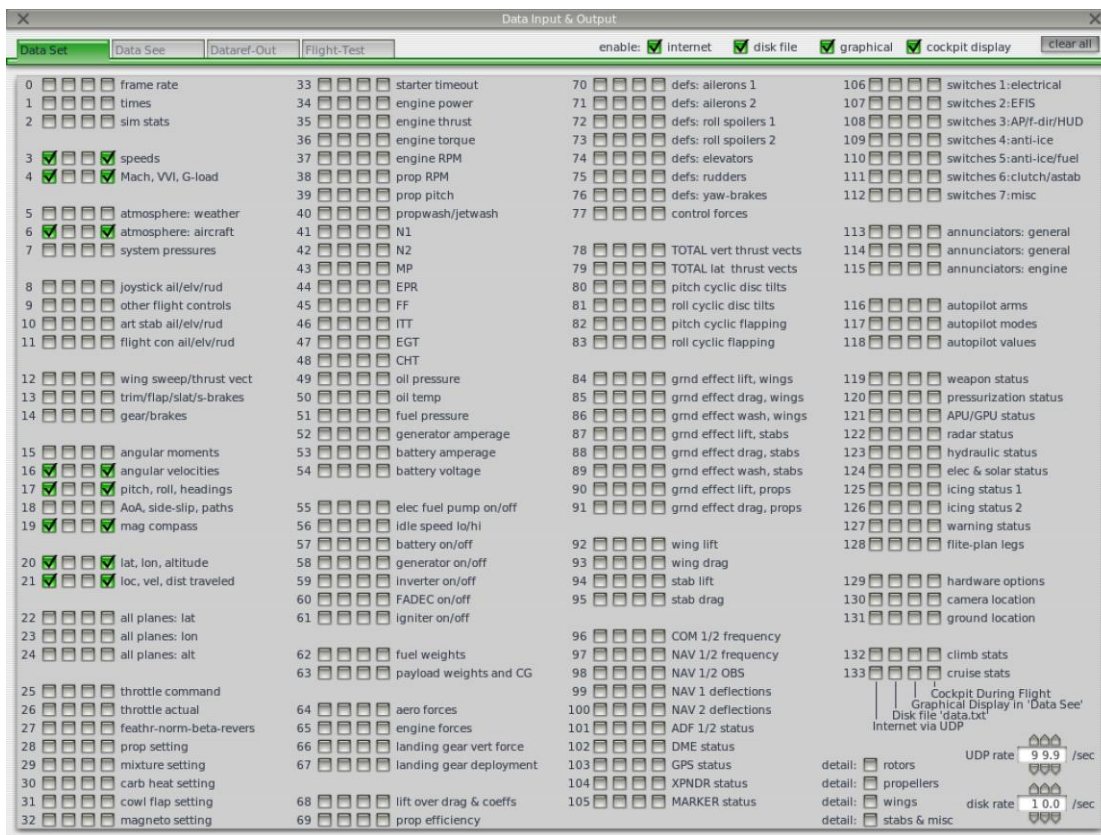 Data Input & Output
Data Set
Data See
Dataref-Out
Flight-Test
enable: internet disk file graphical cockpit display
clear all
0 frame rate
1 times
2 sim stats
3 speeds
4 Mach, VVI, G-load
5 atmosphere: weather
6 atmosphere: aircraft
7 system pressures
8 joystick ail/elv/rud
9 other flight controls
10 art stab ail/elv/rud
11 flight con ail/elv/rud
12 wing sweep/thrust vect
13 trim/flap/slat/s-brakes
14 gear/brakes
15 angular moments
16 angular velocities
17 pitch, roll, headings
18 AoA, side-slip, paths
19 mag compass
20 lat, lon, altitude
21 loc, vel, dist traveled
22 all planes: lat
23 all planes: lon
24 all planes: alt
25 throttle command
26 throttle actual
27 feathr-norm-beta-revers
28 prop setting
29 mixture setting
30 carb heat setting
31 cowl flap setting
32 magneto setting
33 starter timeout
34 engine power
35 engine thrust
36 engine torque
37 engine RPM
38 prop RPM
39 prop pitch
40 propwash/jetwash
41 N1
42 N2
43 MP
44 EPR
45 FF
46 ITT
47 EGT
48 CHT
49 oil pressure
50 oil temp
51 fuel pressure
52 generator amperage
53 battery amperage
54 battery voltage
55 elec fuel pump on/off
56 idle speed lo/hi
57 battery on/off
58 generator on/off
59 inverter on/off
60 FADEC on/off
61 igniter on/off
62 fuel weights
63 payload weights and CG
64 aero forces
65 engine forces
66 landing gear vert force
67 landing gear deployment
68 lift over drag & coeffs
69 prop efficiency
70 defs: ailerons 1
71 defs: ailerons 2
72 defs: roll spoilers 1
73 defs: roll spoilers 2
74 defs: elevators
75 defs: rudders
76 defs: yaw-brakes
77 control forces
78 TOTAL vert thrust vects
79 TOTAL lat thrust vects
80 pitch cyclic disc tilts
81 roll cyclic disc tilts
82 pitch cyclic flapping
83 roll cyclic flapping
84 grnd effect lift, wings
85 grnd effect drag, wings
86 grnd effect wash, wings
87 grnd effect lift, stabs
88 grnd effect drag, stabs
89 grnd effect wash, stabs
90 grnd effect lift, props
91 grnd effect drag, props
92 wing lift
93 wing drag
94 stab lift
95 stab drag
96 COM 1/2 frequency
97 NAV 1/2 frequency
98 NAV 1/2 OBS
99 NAV 1 deflections
100 NAV 2 deflections
101 ADF 1/2 status
102 DME status
103 GPS status
104 XPNDR status
105 MARKER status
106 switches 1:electrical
107 switches 2:EFIS
108 switches 3:AP/f-dir/HUD
109 switches 4:anti-ice
110 switches 5:anti-ice/fuel
111 switches 6:clutch/astab
112 switches 7:misc
113 annunciators: general
114 annunciators: general
115 annunciators: engine
116 autopilot arms
117 autopilot modes
118 autopilot values
119 weapon status
120 pressurization status
121 APU/GPU status
122 radar status
123 hydraulic status
124 elec & solar status
125 icing status 1
126 icing status 2
127 warning status
128 flite-plan legs
129 hardware options
130 camera location
131 ground location
132 climb stats
133 cruise stats
Cockpit During Flight
Graphical Display in 'Data See'
Disk file 'data.txt'
Internet via UDP
detail: rotors
detail: propellers
detail: wings
detail: stabs & misc
UDP rate 9 9.9 /sec
disk rate 1 0.0 /sec